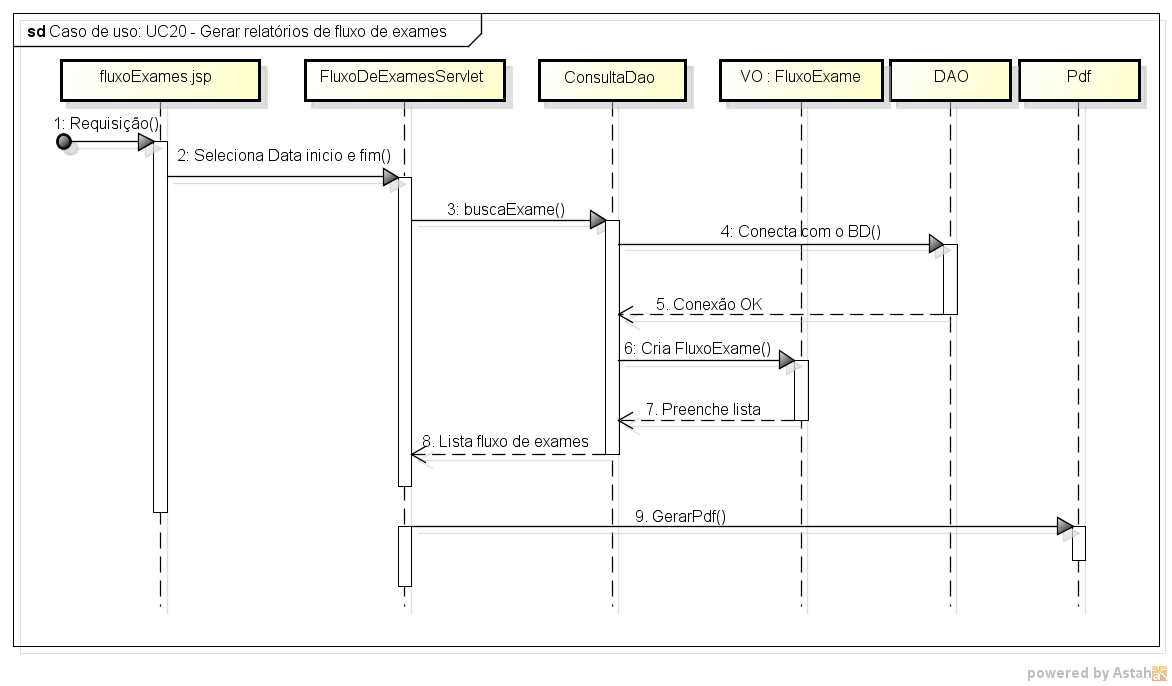 sd Caso de uso: UC20 - Gerar relatórios de fluxo de exames
fluxoExames.jsp
FluxoDeExamesServlet
ConsultaDao
VO : FluxoExame
DAO
Pdf
1: Requisição()
2: Seleciona Data inicio e fim()
3: buscaExame()
4: Conecta com o BD()
5. Conexão OK
6: Cria FluxoExame()
7. Preenche lista
8. Lista fluxo de exames
9. GerarPdf()
powered by Astah